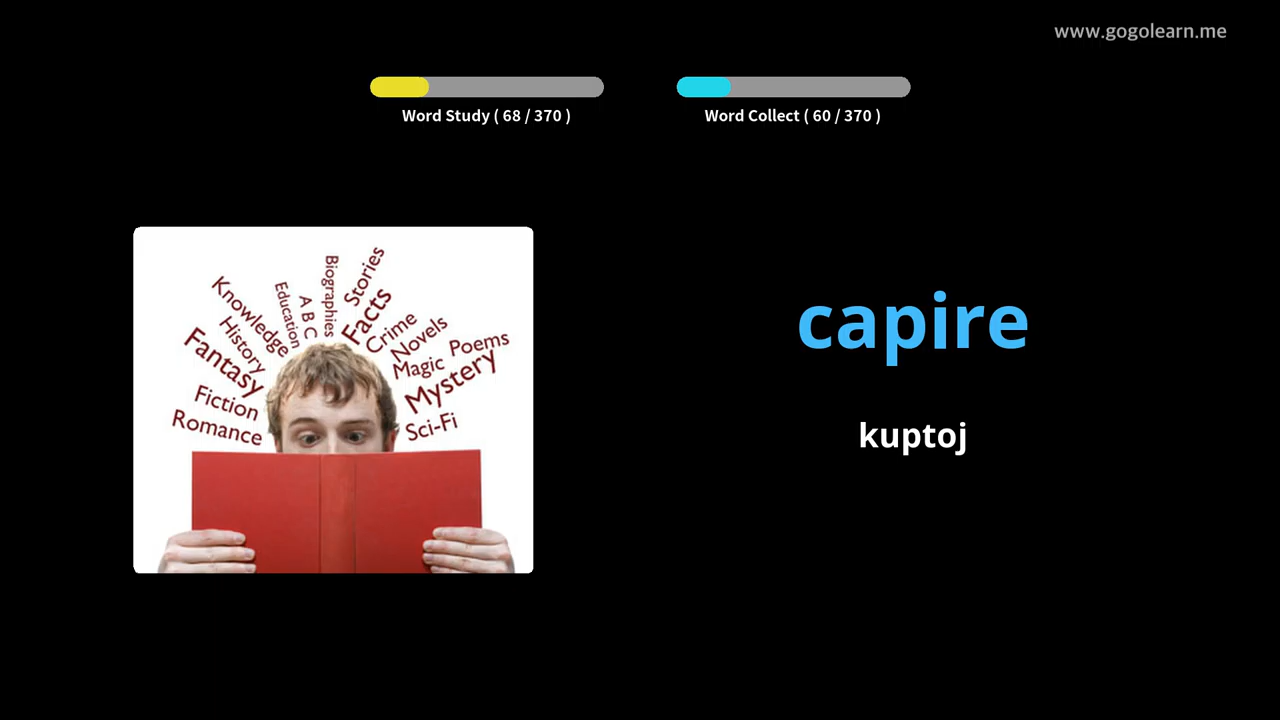 www.gogolearn.me
Word Study ( 68 / 370 )
Word Collect ( 60 / 370 )
Biographies
Stories
Knowledge
Education
A B C
Facts
Crime
History
Novels
Poems
Fantasy
Magic
Mystery
Fiction
Romance
Sci-Fi
capire
kuptoj